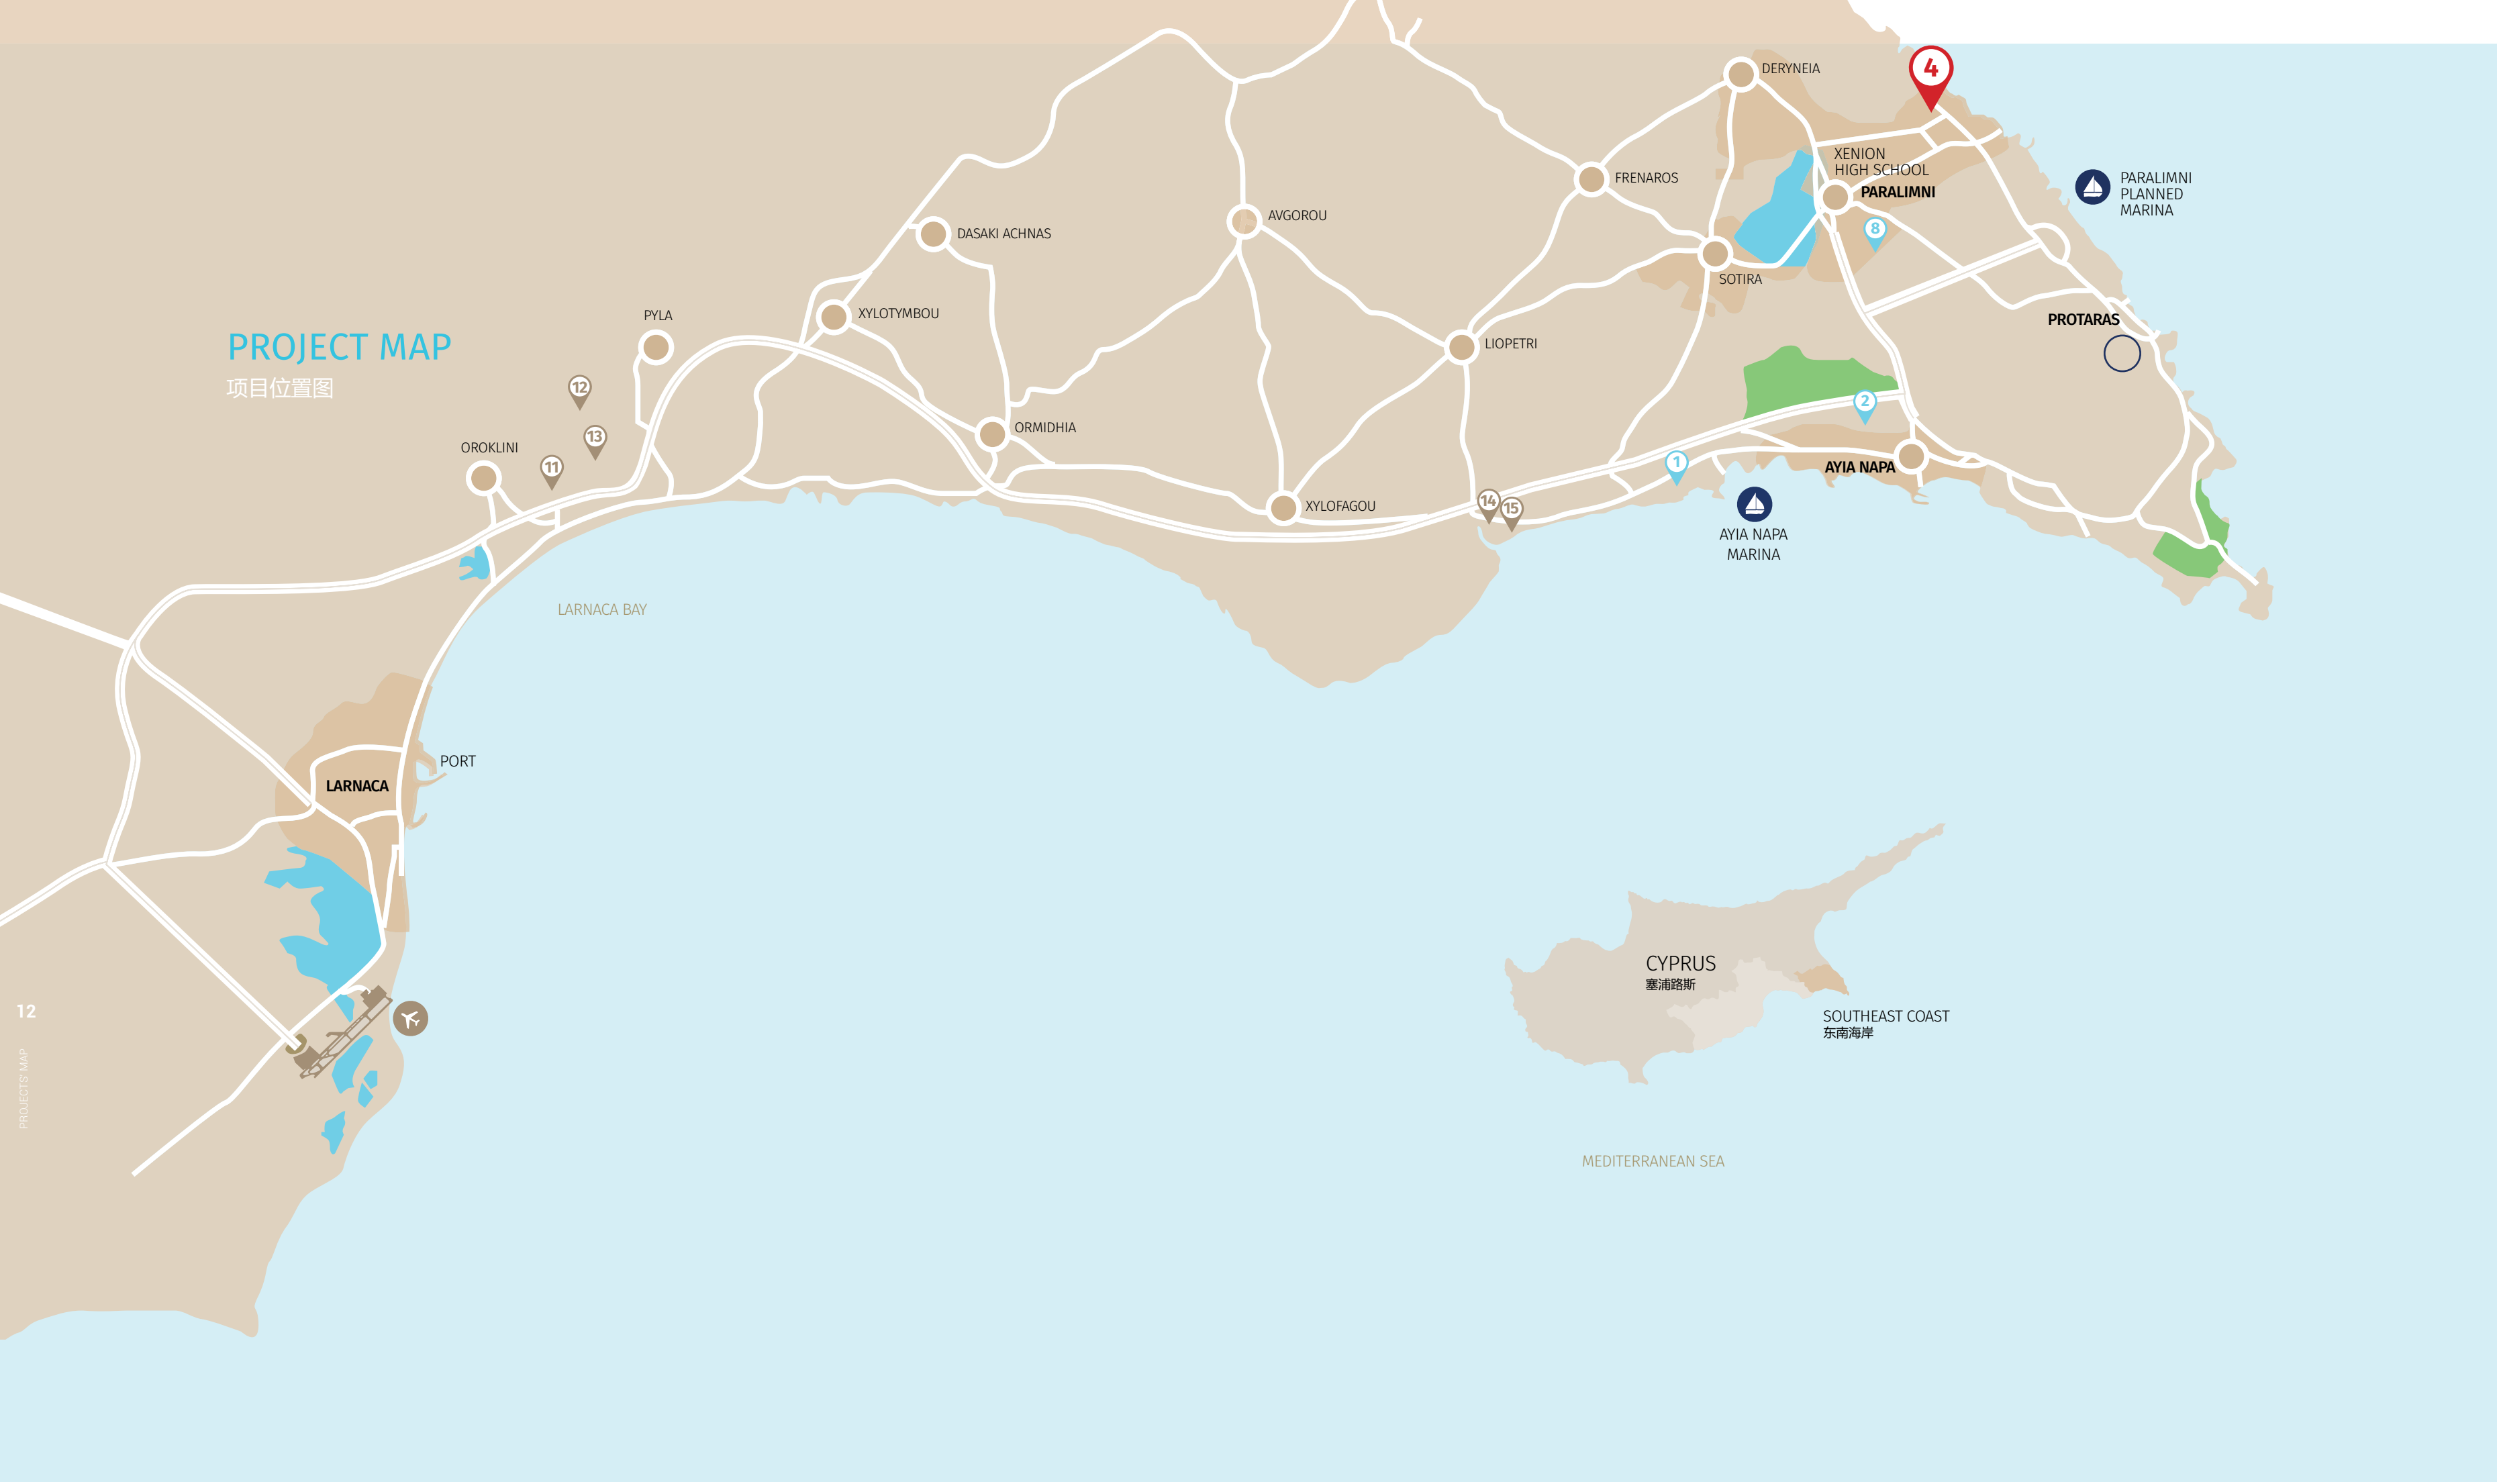 DERYNEIA
4
XENION
HIGH SCHOOL
PARALIMNI
FRENAROS
PARALIMNI
PLANNED
MARINA
AVGOROU
8
DASAKI ACHNAS
SOTIRA
PYLA
XYLOTYMBOU
PROTARAS
PROJECT MAP
项目位置图
LIOPETRI
12
2
13
ORMIDHIA
OROKLINI
11
1
AYIA NAPA
14
15
XYLOFAGOU
AYIA NAPA
MARINA
LARNACA BAY
PORT
LARNACA
CYPRUS
塞浦路斯
SOUTHEAST COAST
东南海岸
12
PROJECTS' MAP
MEDITERRANEAN SEA